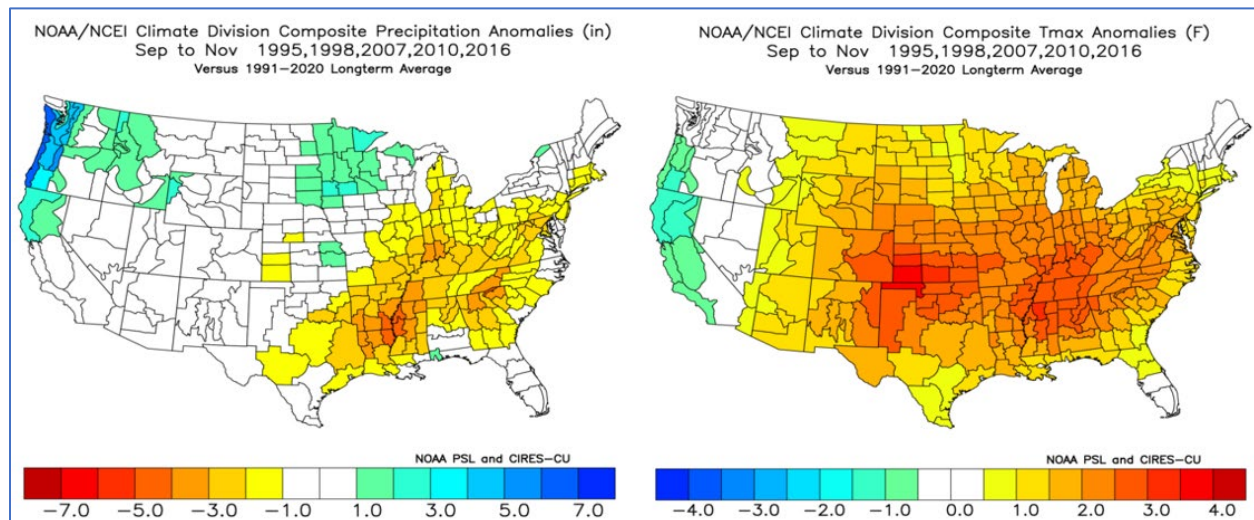 NOAA/NCEI Climate Division Composite Precipitation Anomalies (in)
Sep to Nov 1995,1998,2007,2010,2016
Versus 1991–2020 Longterm Average
NOAA PSL and CIRES–CU
−7.0 −5.0 −3.0 −1.0 1.0 3.0 5.0 7.0
NOAA/NCEI Climate Division Composite Tmax Anomalies (F)
Sep to Nov 1995,1998,2007,2010,2016
Versus 1991–2020 Longterm Average
NOAA PSL and CIRES–CU
−4.0 −3.0 −2.0 −1.0 0.0 1.0 2.0 3.0 4.0